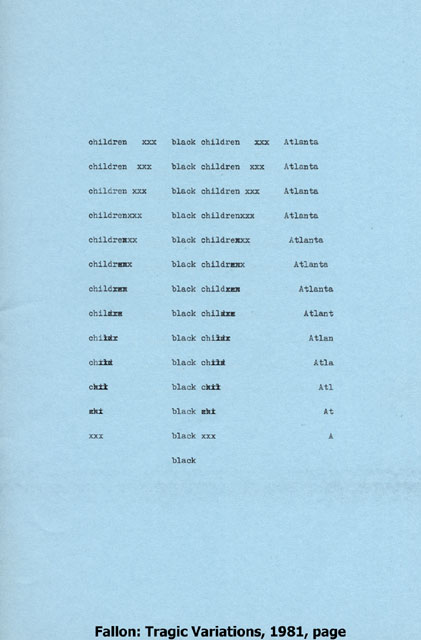 children xxx black children xxx Atlanta
children xxx black children xxx Atlanta
children xxx black children xxx Atlanta
childrenxxx black childrenxxx Atlanta
childrexxx black childrexxx Atlanta
childrxxx black childrxxx Atlanta
childxxx black childxxx Atlanta
chilxxx black chilxxx Atlant
chixxx black chixxx Atlan
chxxx black chxxx Atla
cxxx black cxxx Atl
xxx black xxx At
xxx black xxx A
black
Fallon: Tragic Variations, 1981, page